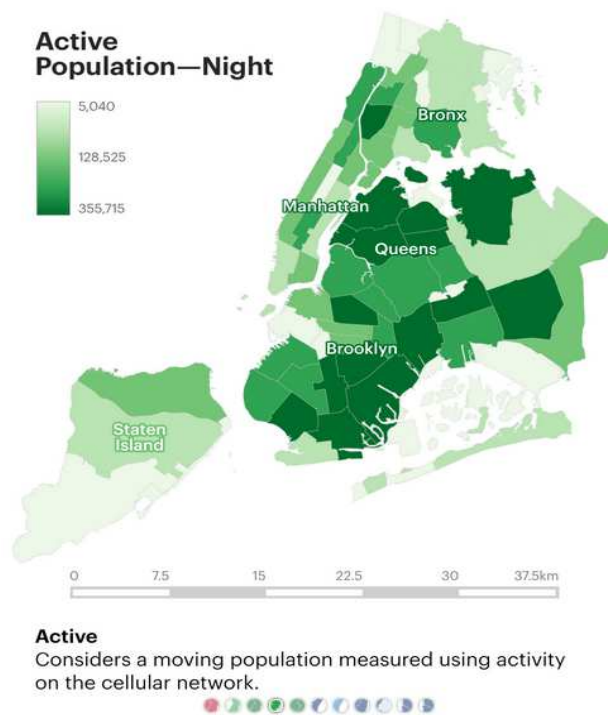 Active
Population—Night
5,040
128,525
355,715
Bronx
Manhattan
Queens
Brooklyn
Staten
Island
0 7.5 15 22.5 30 37.5km
Active
Considers a moving population measured using activity
on the cellular network.